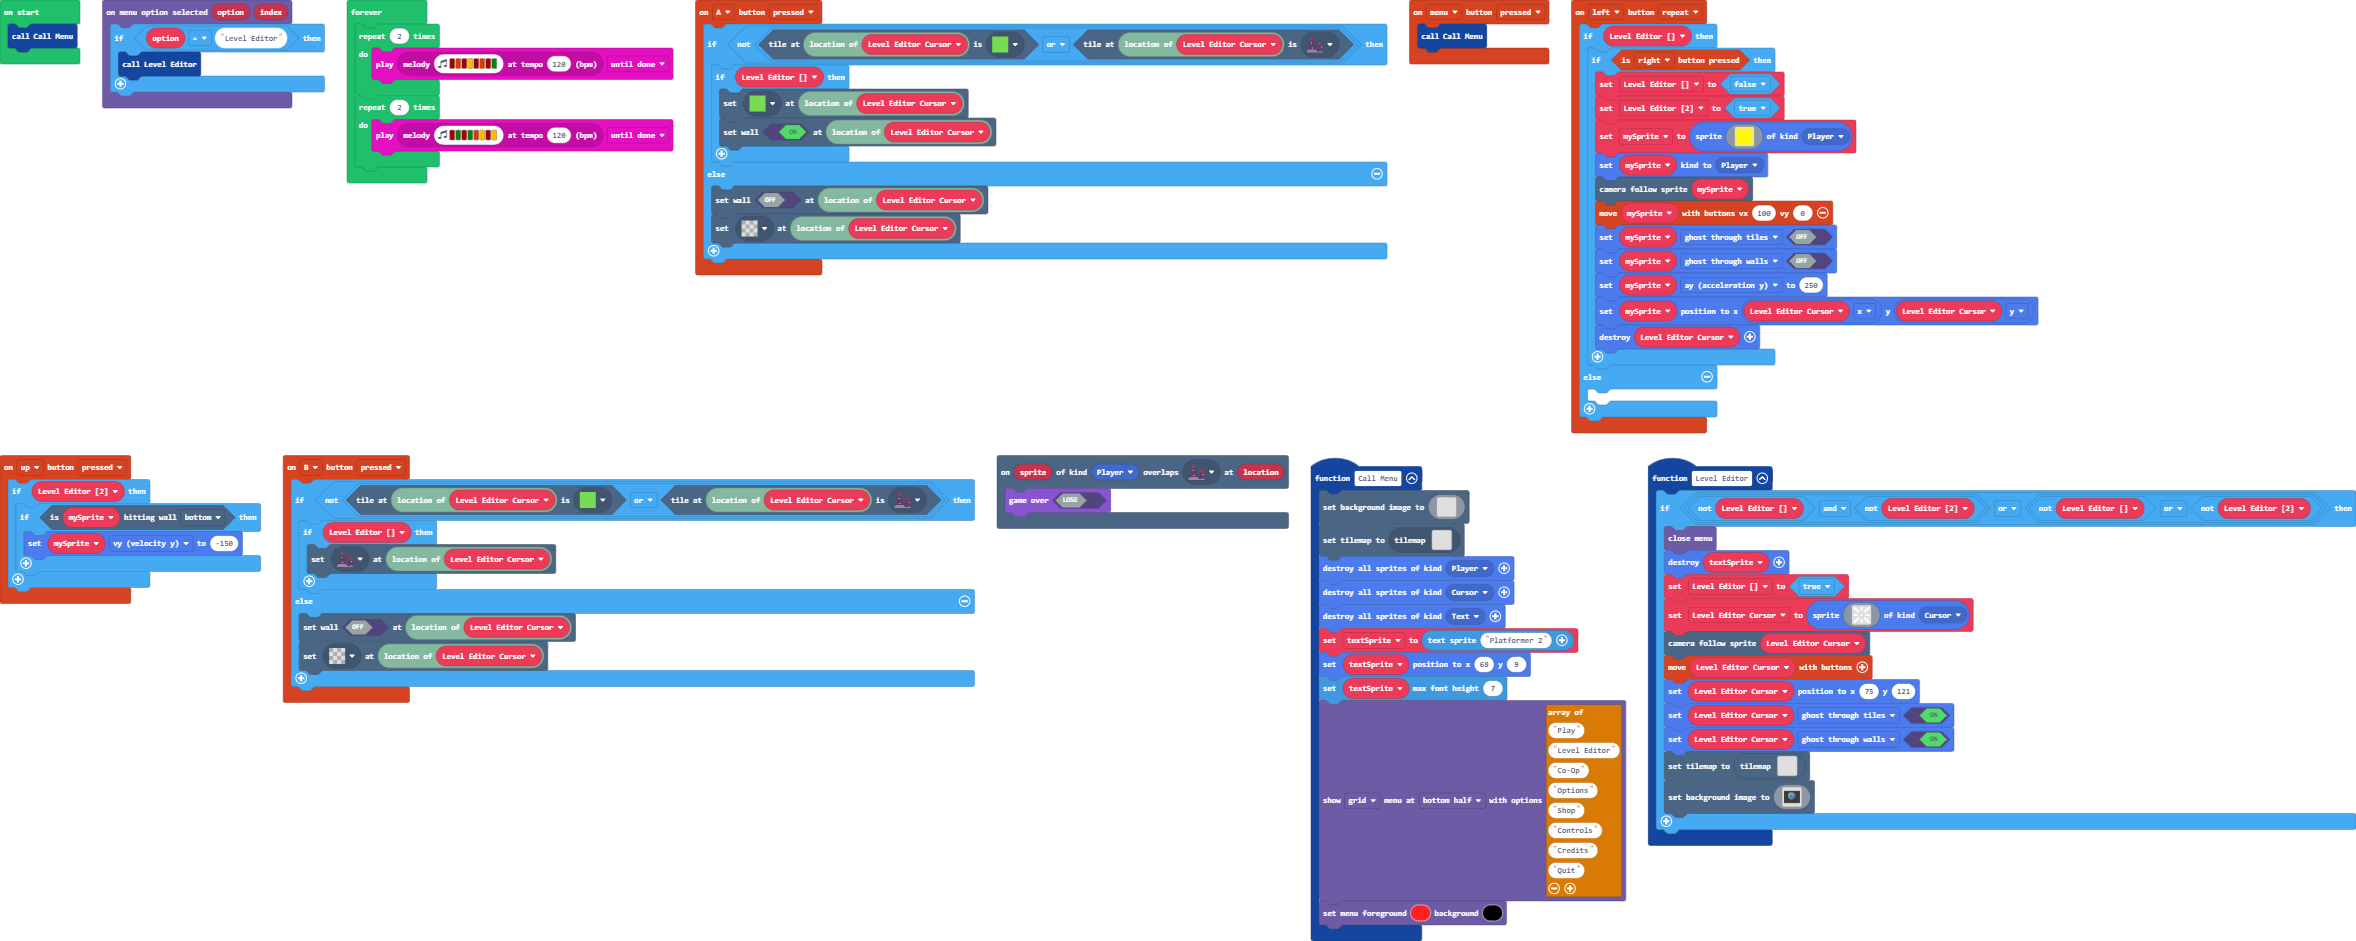 on start
call Call Menu
on menu option selected option index
if option = "Level Editor" then
call Level Editor
forever
repeat 2 times
do
play melody at tempo 120 (bpm) until done
repeat 2 times
do
play melody at tempo 120 (bpm) until done
on A button pressed
if not tile at location of Level Editor Cursor is or tile at location of Level Editor Cursor is then
if Level Editor [] then
set at location of Level Editor Cursor
set wall ON at location of Level Editor Cursor
else
set wall OFF at location of Level Editor Cursor
set at location of Level Editor Cursor
on menu button pressed
call Call Menu
on left button repeat
if Level Editor [] then
if is right button pressed then
set Level Editor [] to false
set Level Editor [2] to true
set mySprite to sprite of kind Player
set mySprite kind to Player
camera follow sprite mySprite
move mySprite with buttons vx 100 vy 0
set mySprite ghost through tiles OFF
set mySprite ghost through walls OFF
set mySprite ay (acceleration y) to 250
set mySprite position to x Level Editor Cursor x y Level Editor Cursor y
destroy Level Editor Cursor
else
on up button pressed
if Level Editor [2] then
if is mySprite hitting wall bottom then
set mySprite vy (velocity y) to -150
on B button pressed
if not tile at location of Level Editor Cursor is or tile at location of Level Editor Cursor is then
if Level Editor [] then
set at location of Level Editor Cursor
else
set wall OFF at location of Level Editor Cursor
set at location of Level Editor Cursor
on sprite of kind Player overlaps at location
game over LOSE
function Call Menu
set background image to
set tilemap to tilemap
destroy all sprites of kind Player
destroy all sprites of kind Cursor
destroy all sprites of kind Text
set textSprite to text sprite "Platformer 2"
set textSprite position to x 68 y 9
set textSprite max font height 7
show grid menu at bottom half with options
array of
"Play"
"Level Editor"
"Co-Op"
"Options"
"Shop"
"Controls"
"Credits"
"Quit"
set menu foreground background
function Level Editor
if not Level Editor [] and not Level Editor [2] or not Level Editor [] or not Level Editor [2] then
close menu
destroy textSprite
set Level Editor [] to true
set Level Editor Cursor to sprite of kind Cursor
camera follow sprite Level Editor Cursor
move Level Editor Cursor with buttons
set Level Editor Cursor position to x 75 y 121
set Level Editor Cursor ghost through tiles ON
set Level Editor Cursor ghost through walls ON
set tilemap to tilemap
set background image to